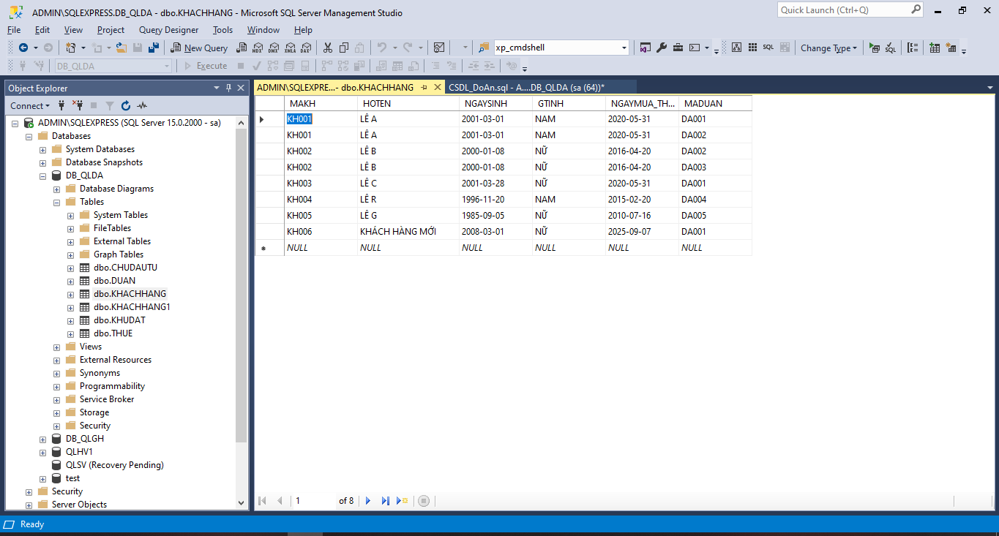 ADMIN\SQLEXPRESS.DB_QLDA - dbo.KHACHHANG - Microsoft SQL Server Management Studio
Quick Launch (Ctrl+Q)
File Edit View Project Query Designer Tools Window Help
New Query MDX DMX XMLA DAX xp_cmdshell SQL Change Type SQL
DB_QLDA Execute
Object Explorer
Connect
ADMIN\SQLEXPRESS (SQL Server 15.0.2000 - sa)
Databases
System Databases
Database Snapshots
DB_QLDA
Database Diagrams
Tables
System Tables
FileTables
External Tables
Graph Tables
dbo.CHUDAUTU
dbo.DUAN
dbo.KHACHHANG
dbo.KHACHHANG1
dbo.KHUDAT
dbo.THUE
Views
External Resources
Synonyms
Programmability
Service Broker
Storage
Security
DB_QLGH
QLHV1
QLSV (Recovery Pending)
test
Security
Server Objects
ADMIN\SQLEXPRE...- dbo.KHACHHANG CSDL_DoAn.sql - A....DB_QLDA (sa (64))*
MAKH HOTEN NGAYSINH GTINH NGAYMUA_TH... MADUAN
KH001 LÊ A 2001-03-01 NAM 2020-05-31 DA001
KH001 LÊ A 2001-03-01 NAM 2020-05-31 DA002
KH002 LÊ B 2000-01-08 NỮ 2016-04-20 DA002
KH002 LÊ B 2000-01-08 NỮ 2016-04-20 DA003
KH003 LÊ C 2001-03-28 NỮ 2020-05-31 DA001
KH004 LÊ R 1996-11-20 NAM 2015-02-20 DA004
KH005 LÊ G 1985-09-05 NỮ 2010-07-16 DA005
KH006 KHÁCH HÀNG MỚI 2008-03-01 NỮ 2025-09-07 DA001
NULL NULL NULL NULL NULL NULL
1 of 8
Ready